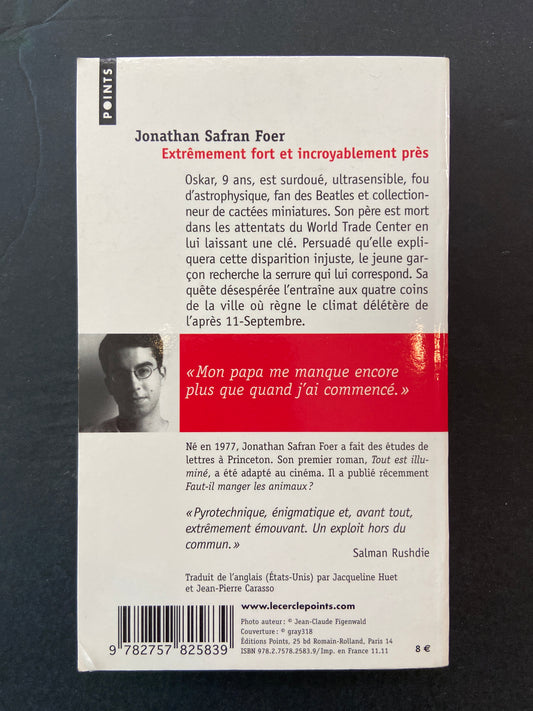 POINTS
Jonathan Safran Foer
Extrêmement fort et incroyablement près
Oskar, 9 ans, est surdoué, ultrasensible, fou
d'astrophysique, fan des Beatles et collection-
neur de cactées miniatures. Son père est mort
dans les attentats du World Trade Center en
lui laissant une clé. Persuadé qu'elle expli-
quera cette disparition injuste, le jeune gar-
çon recherche la serrure qui lui correspond. Sa
quête désespérée l'entraîne aux quatre coins
de la ville où règne le climat délétère de
l'après 11-Septembre.
« Mon papa me manque encore
plus que quand j'ai commencé. »
Né en 1977, Jonathan Safran Foer a fait des études de
lettres à Princeton. Son premier roman, Tout est illu-
miné, a été adapté au cinéma. Il a publié récemment
Faut-il manger les animaux ?
« Pyrotechnique, énigmatique et, avant tout,
extrêmement émouvant. Un exploit hors du
commun. »
Salman Rushdie
Traduit de l'anglais (États-Unis) par Jacqueline Huet
et Jean-Pierre Carasso
www.lecerclepoints.com
Photo auteur : © Jean-Claude Figenwald
Couverture : © gray318
Éditions Points, 25 bd Romain-Rolland, Paris 14
ISBN 978.2.7578.2583.9/Imp. en France 11.11
8 €
9 782757 825839